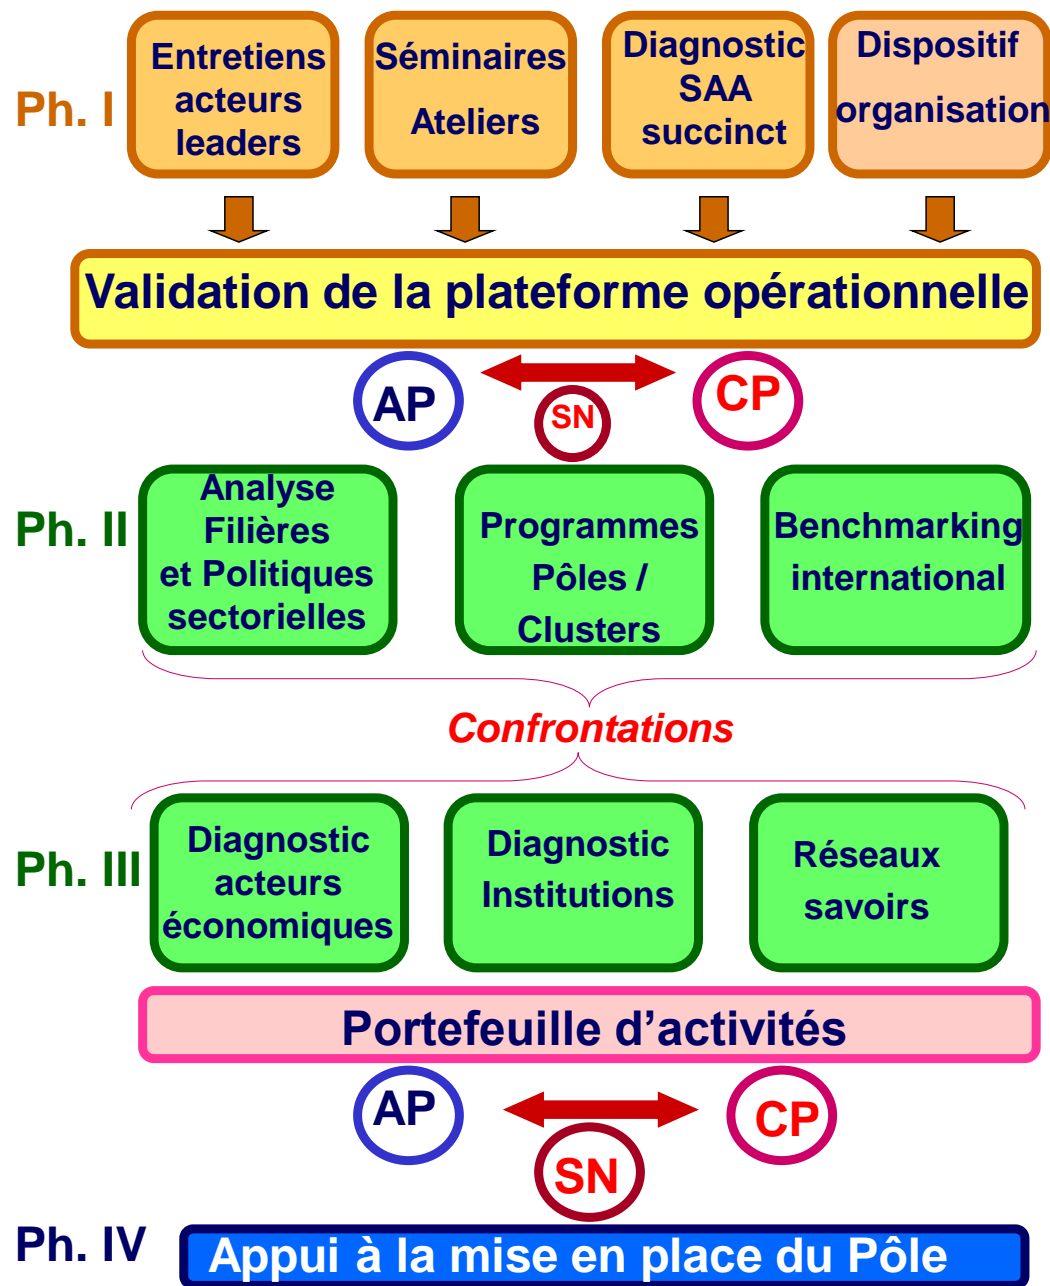 Ph. I
Entretiens
acteurs
leaders
Séminaires
Ateliers
Diagnostic
SAA
succinct
Dispositif
organisation
Validation de la plateforme opérationnelle
AP
SN
CP
Ph. II
Analyse
Filières
et Politiques
sectorielles
Programmes
Pôles /
Clusters
Benchmarking
international
Confrontations
Ph. III
Diagnostic
acteurs
économiques
Diagnostic
Institutions
Réseaux
savoirs
Portefeuille d’activités
AP
SN
CP
Ph. IV
Appui à la mise en place du Pôle